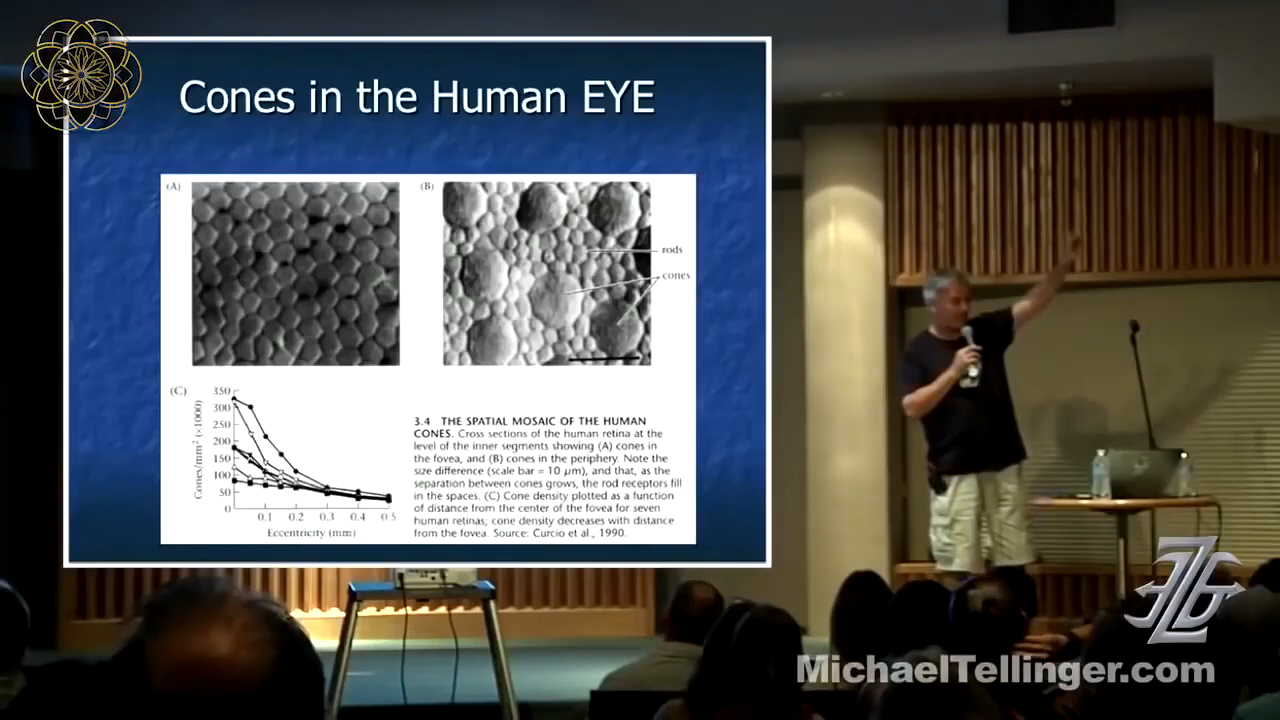 Cones in the Human EYE
(A)
(B)
rods
cones
(C)
350
300
250
200
150
100
50
0
Cones/mm² (×1000)
0.1 0.2 0.3 0.4 0.5
Eccentricity (mm)
3.4 THE SPATIAL MOSAIC OF THE HUMAN
CONES. Cross sections of the human retina at the
level of the inner segments showing (A) cones in
the fovea, and (B) cones in the periphery. Note the
size difference (scale bar = 10 μm), and that, as the
separation between cones grows, the rod receptors fill
in the spaces. (C) Cone density plotted as a function
of distance from the center of the fovea for seven
human retinas; cone density decreases with distance
from the fovea. Source: Curcio et al., 1990.
MichaelTellinger.com